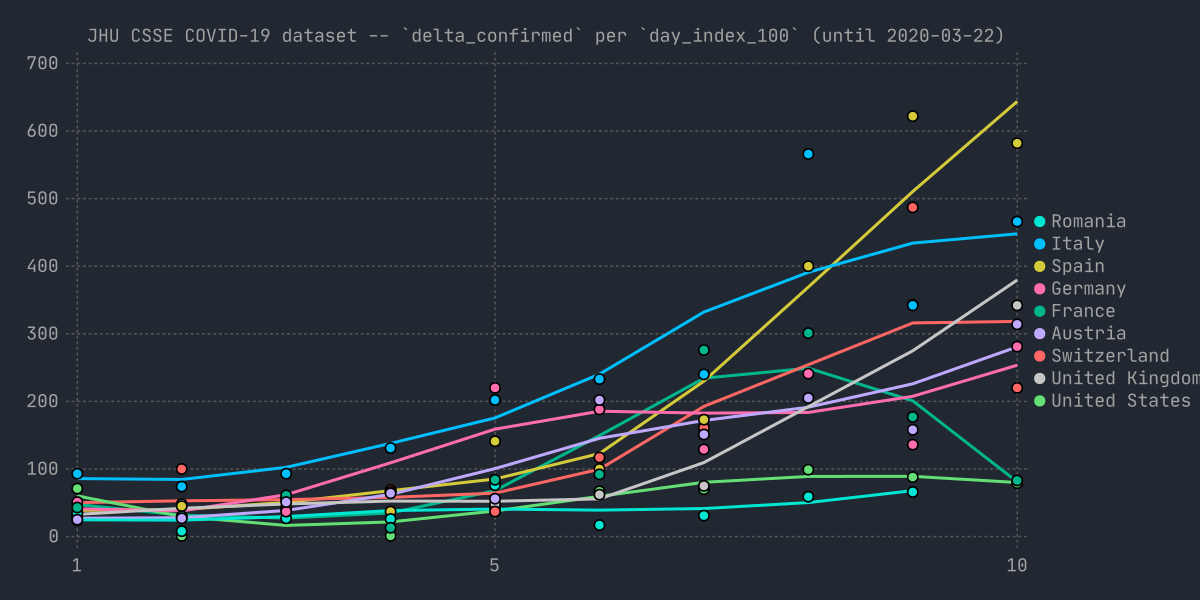 JHU CSSE COVID-19 dataset -- `delta_confirmed` per `day_index_100` (until 2020-03-22)
700
600
500
400
300
200
100
0
1 5 10
Romania
Italy
Spain
Germany
France
Austria
Switzerland
United Kingdom
United States